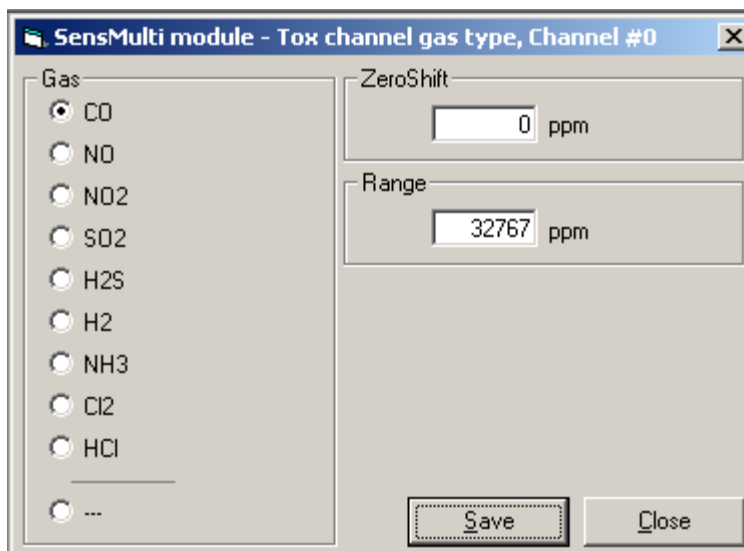 SensMulti module - Tox channel gas type, Channel #0
Gas
CO
NO
NO2
SO2
H2S
H2
NH3
Cl2
HCl
---
ZeroShift
0 ppm
Range
32767 ppm
Save
Close